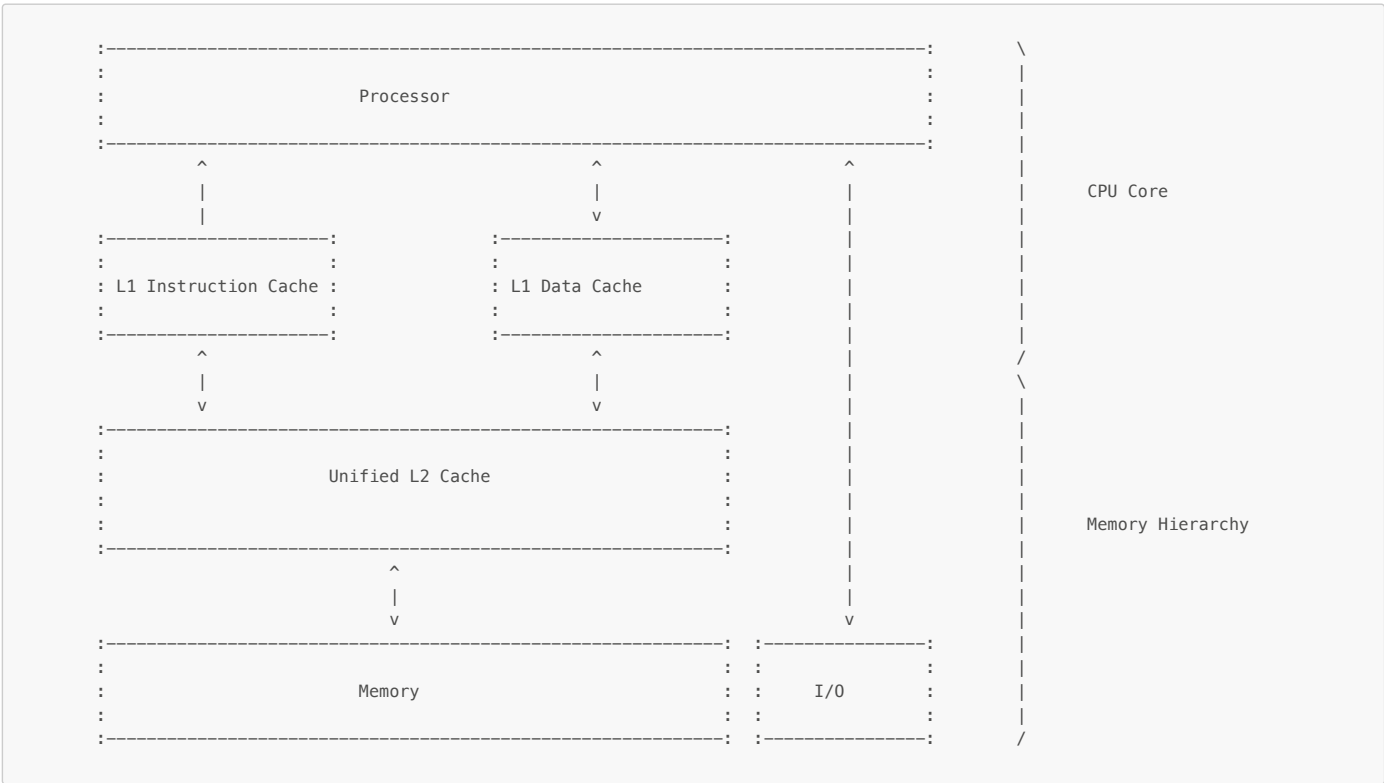 Processor
CPU Core
L1 Instruction Cache
L1 Data Cache
Unified L2 Cache
Memory Hierarchy
Memory
I/O